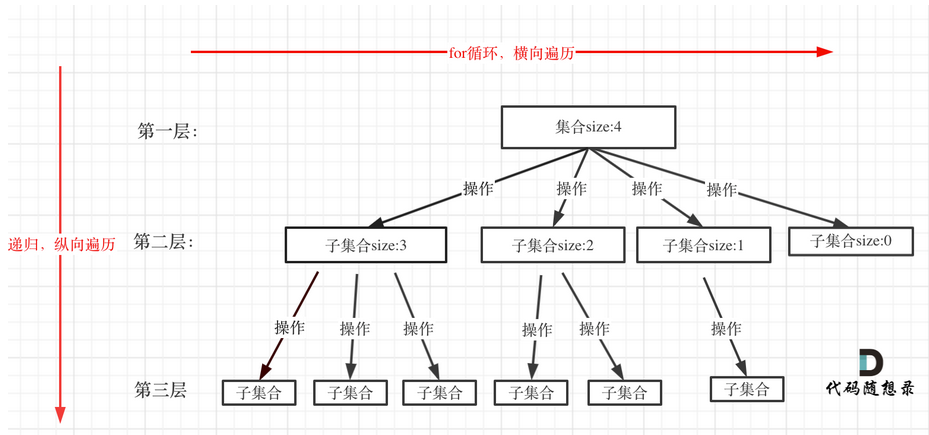 for循环，横向遍历
第一层：
集合size:4
操作 操作 操作 操作
递归，纵向遍历
第二层：
子集合size:3 子集合size:2 子集合size:1 子集合size:0
操作 操作 操作 操作 操作 操作
第三层
子集合 子集合 子集合 子集合 子集合 子集合
代码随想录